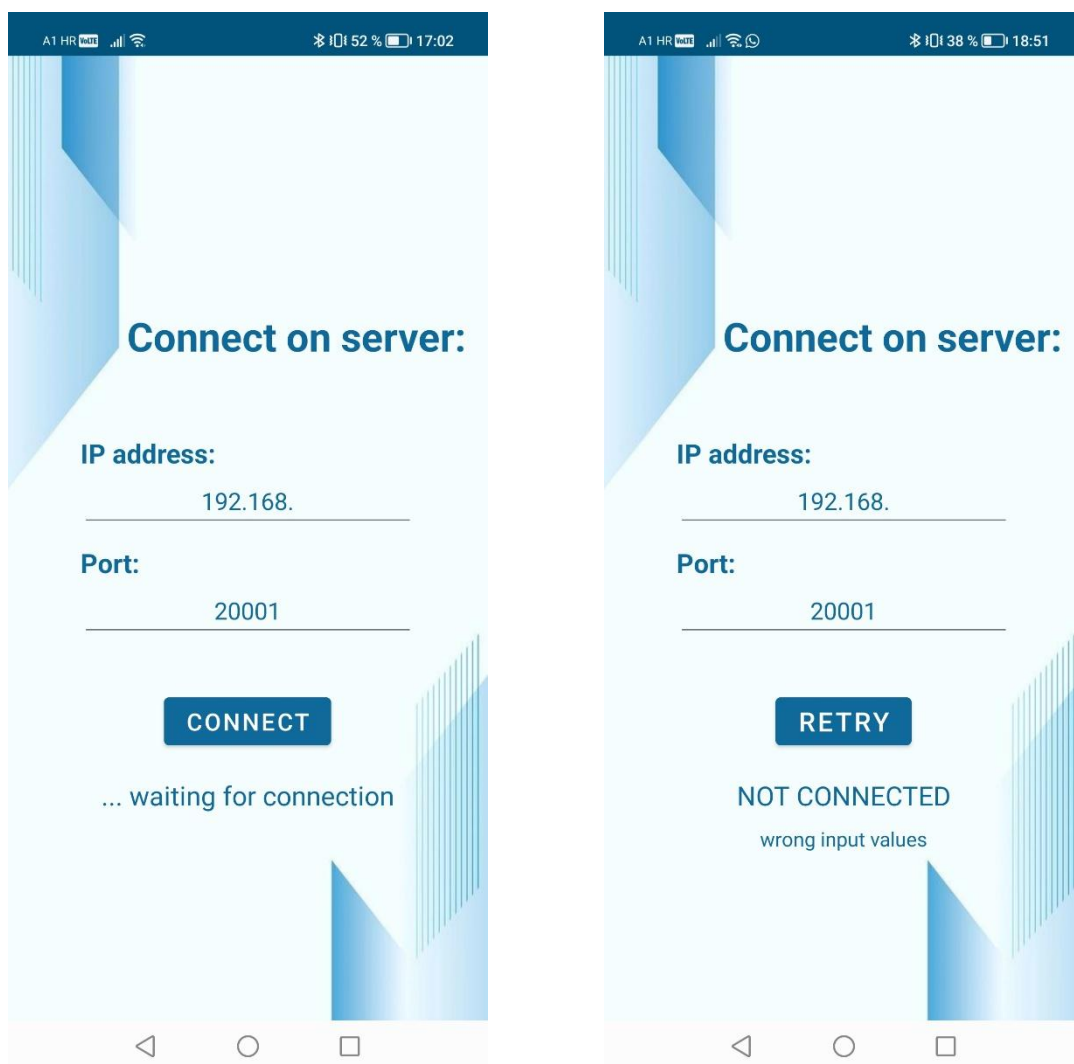 A1 HR VoLTE 52 % 17:02
Connect on server:
IP address:
192.168.
Port:
20001
CONNECT
... waiting for connection
A1 HR VoLTE 38 % 18:51
Connect on server:
IP address:
192.168.
Port:
20001
RETRY
NOT CONNECTED
wrong input values